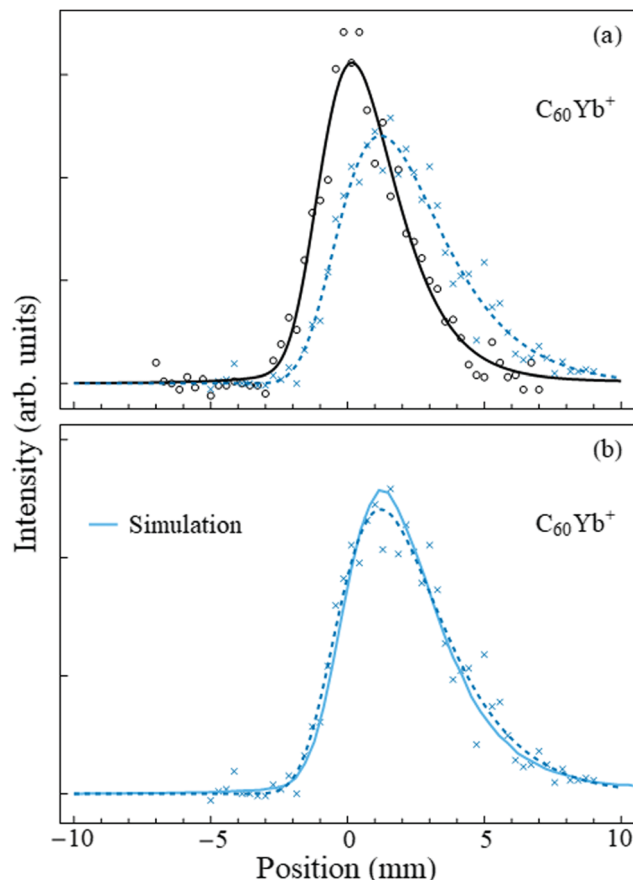 (a)
C₆₀Yb⁺
Intensity (arb. units)
(b)
Simulation
C₆₀Yb⁺
−10 −5 0 5 10
Position (mm)